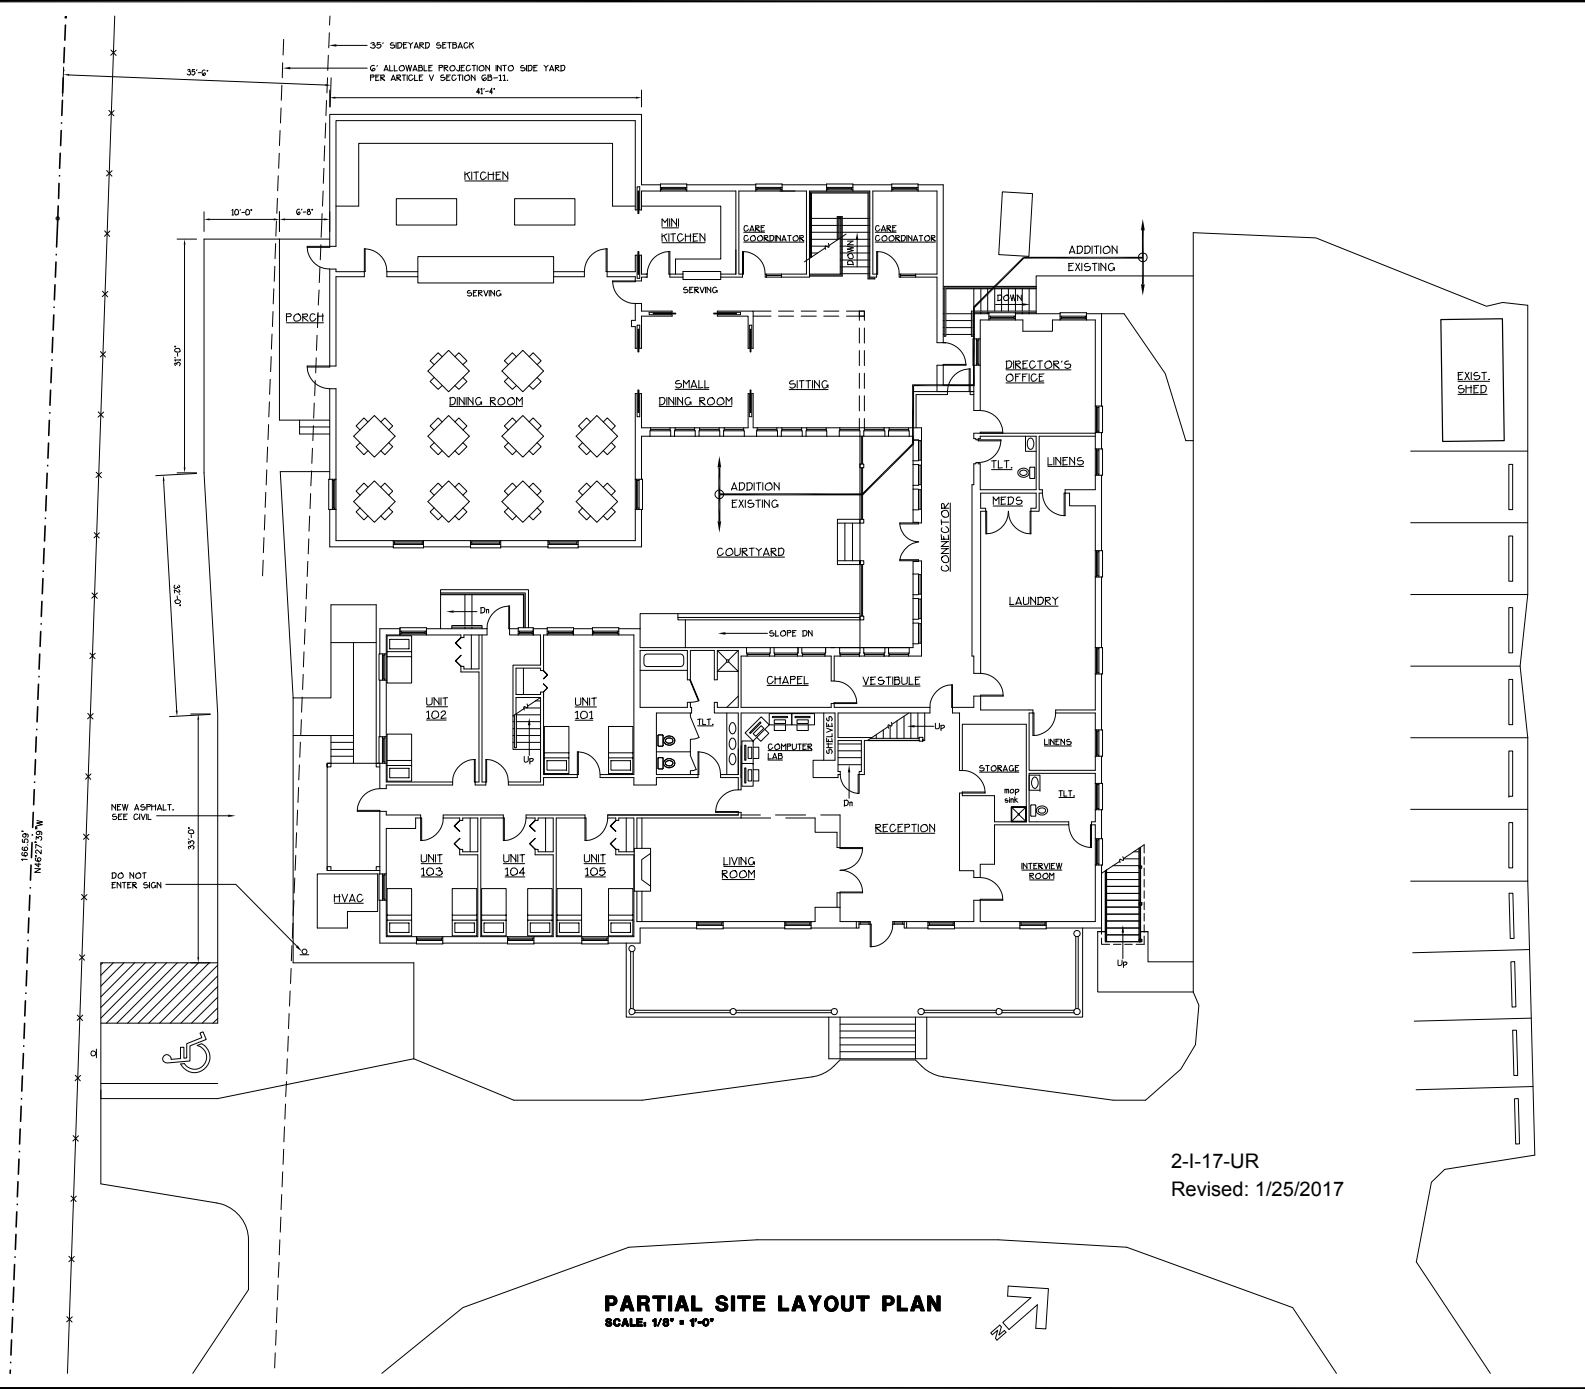 35' SIDEYARD SETBACK
6' ALLOWABLE PROJECTION INTO SIDE YARD
PER ARTICLE V SECTION 6B-11.
35'-6"
41'-4"
KITCHEN
10'-0"
6'-8"
MINI
KITCHEN
CARE
COORDINATOR
DOWN
CARE
COORDINATOR
ADDITION
EXISTING
SERVING
SERVING
DOWN
PORCH
31'-0"
DIRECTOR'S
OFFICE
EXIST.
SHED
SMALL
DINING ROOM
SITTING
DINING ROOM
TLT.
LINENS
ADDITION
EXISTING
MEDS
CONNECTOR
COURTYARD
32'-0"
LAUNDRY
Dn
SLOPE DN
CHAPEL
VESTIBULE
UNIT
102
UNIT
101
TLT.
SHELVES
Up
COMPUTER
LAB
LINENS
Up
STORAGE
mop
sink
TLT.
Dn
NEW ASPHALT.
SEE CIVIL
33'-0"
RECEPTION
166.59'
N46°27'39"W
UNIT
103
UNIT
104
UNIT
105
LIVING
ROOM
INTERVIEW
ROOM
DO NOT
ENTER SIGN
HVAC
Up
2-I-17-UR
Revised: 1/25/2017
PARTIAL SITE LAYOUT PLAN
SCALE: 1/8" = 1'-0"
N